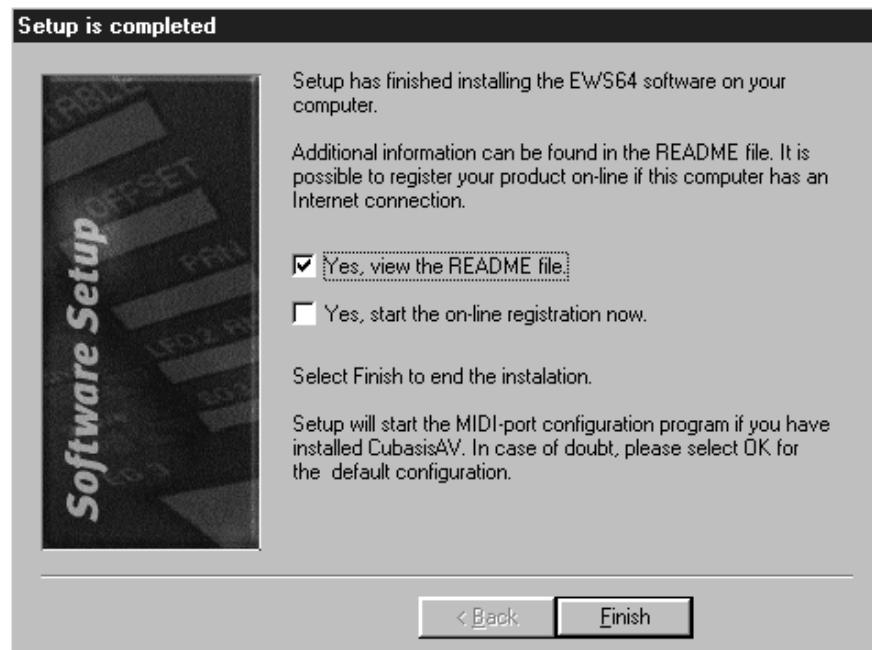 Setup is completed
TABLE
OFFSET
PAN
LFO2
Software Setup
Setup has finished installing the EWS64 software on your
computer.
Additional information can be found in the README file. It is
possible to register your product on-line if this computer has an
Internet connection.
Yes, view the README file.
Yes, start the on-line registration now.
Select Finish to end the instalation.
Setup will start the MIDI-port configuration program if you have
installed CubasisAV. In case of doubt, please select OK for
the  default configuration.
< Back
Finish